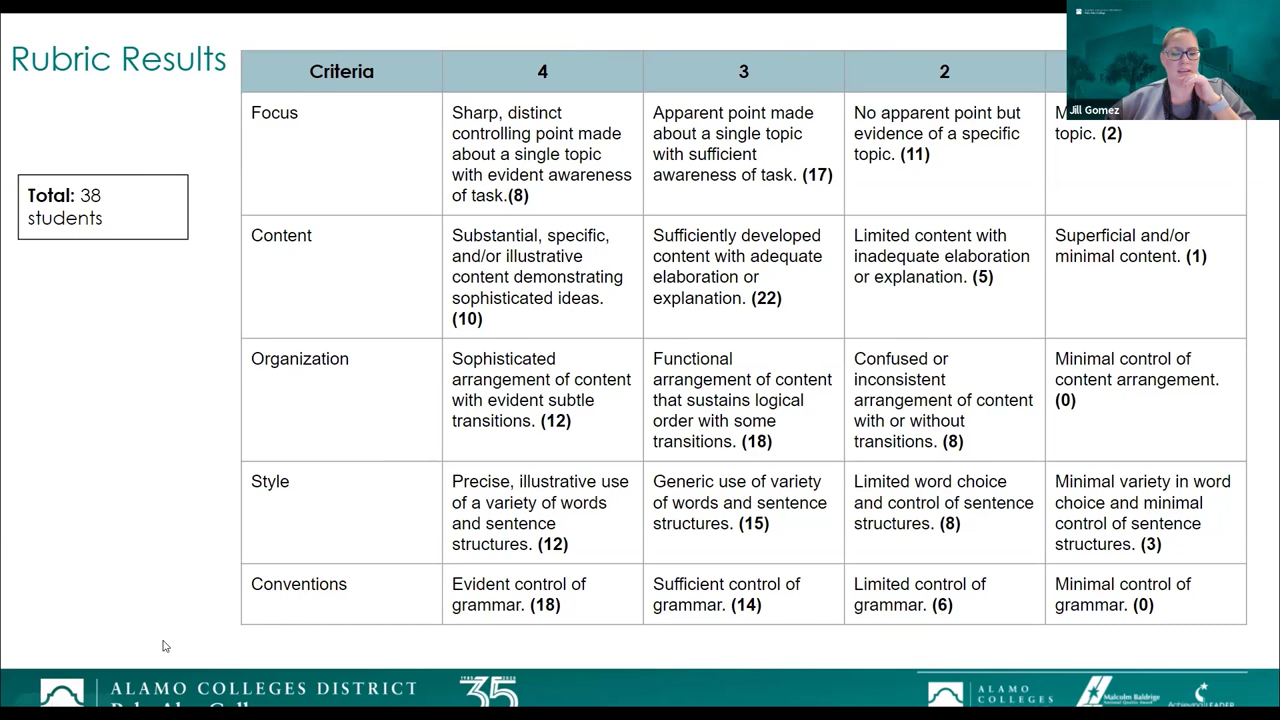 Rubric Results
Total: 38
students
Criteria
4
3
2
Focus
Sharp, distinct
controlling point made
about a single topic
with evident awareness
of task.(8)
Apparent point made
about a single topic
with sufficient
awareness of task. (17)
No apparent point but
evidence of a specific
topic. (11)
topic. (2)
Content
Substantial, specific,
and/or illustrative
content demonstrating
sophisticated ideas.
(10)
Sufficiently developed
content with adequate
elaboration or
explanation. (22)
Limited content with
inadequate elaboration
or explanation. (5)
Superficial and/or
minimal content. (1)
Organization
Sophisticated
arrangement of content
with evident subtle
transitions. (12)
Functional
arrangement of content
that sustains logical
order with some
transitions. (18)
Confused or
inconsistent
arrangement of content
with or without
transitions. (8)
Minimal control of
content arrangement.
(0)
Style
Precise, illustrative use
of a variety of words
and sentence
structures. (12)
Generic use of variety
of words and sentence
structures. (15)
Limited word choice
and control of sentence
structures. (8)
Minimal variety in word
choice and minimal
control of sentence
structures. (3)
Conventions
Evident control of
grammar. (18)
Sufficient control of
grammar. (14)
Limited control of
grammar. (6)
Minimal control of
grammar. (0)
Jill Gomez
ALAMO COLLEGES DISTRICT
35
ALAMO
COLLEGES
Malcolm Baldrige